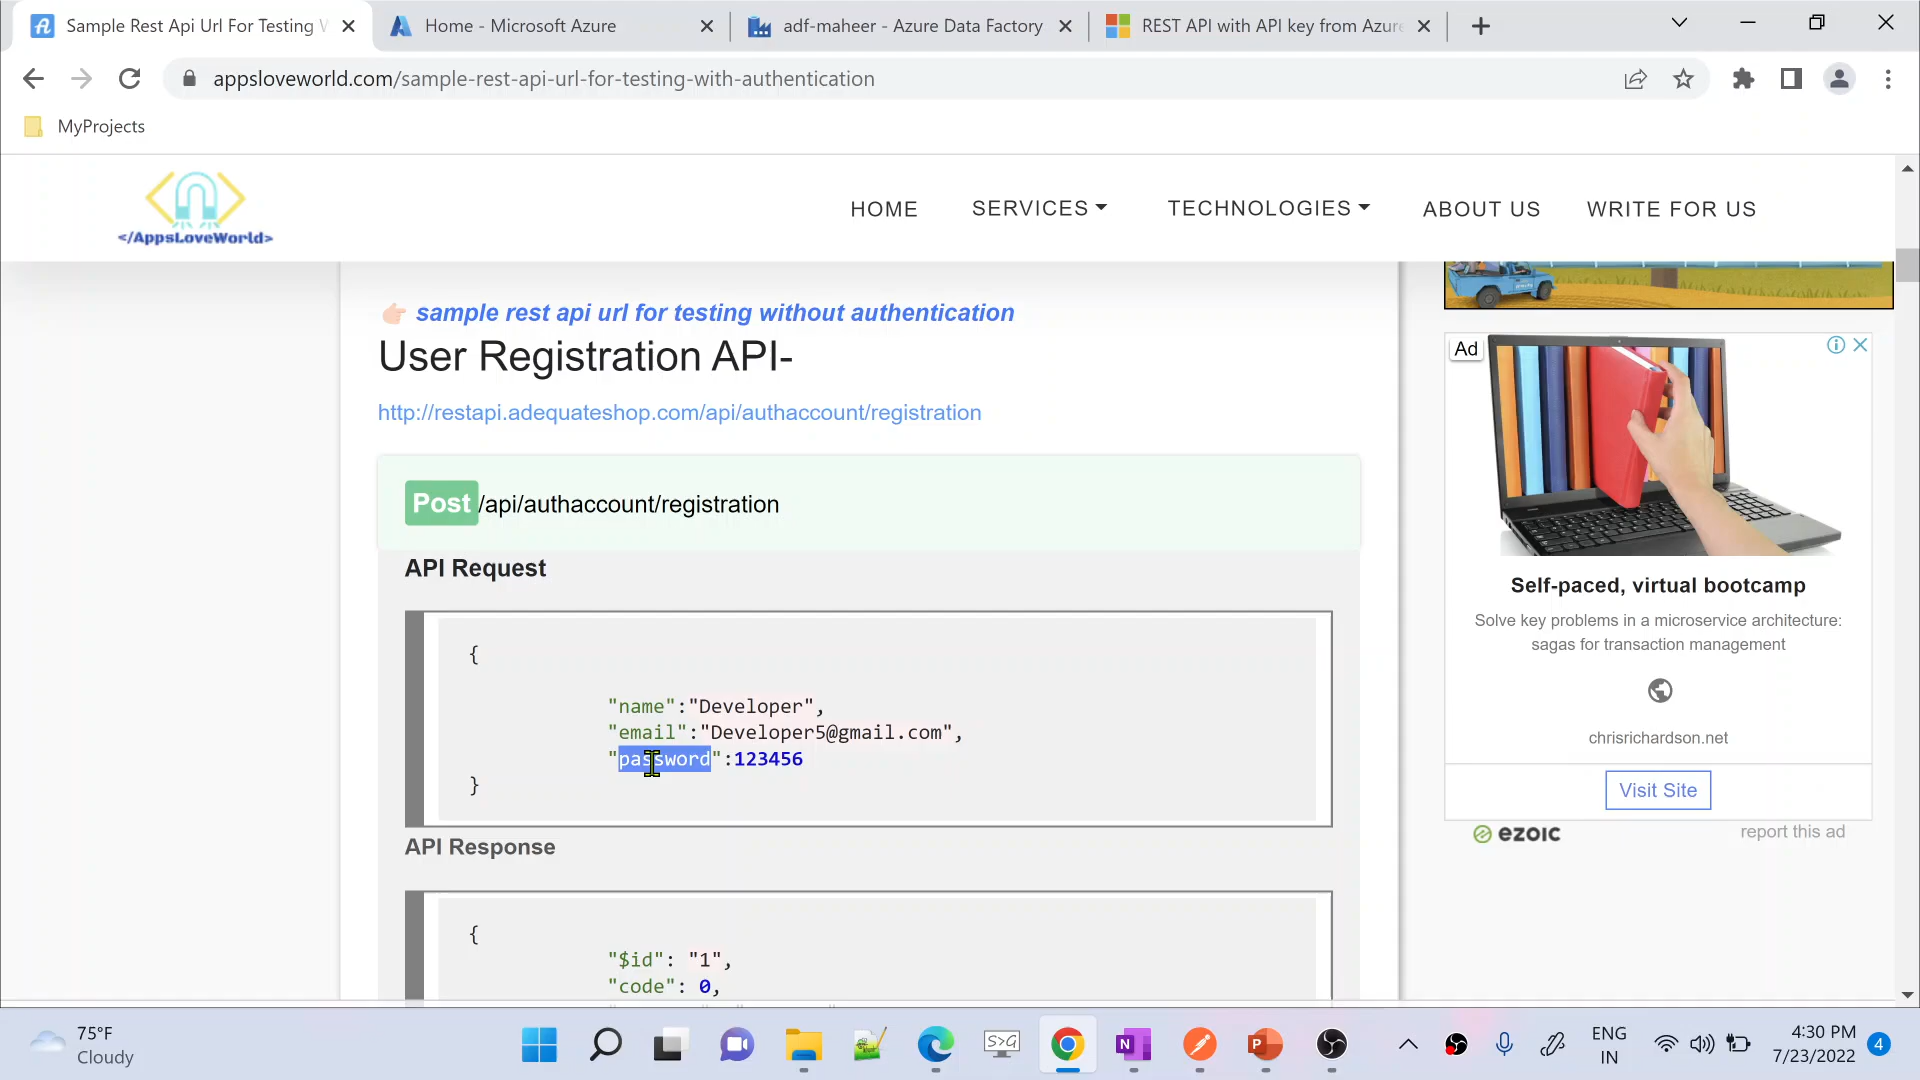 Sample Rest Api Url For Testing W
Home - Microsoft Azure
adf-maheer - Azure Data Factory
REST API with API key from Azure
appsloveworld.com/sample-rest-api-url-for-testing-with-authentication
MyProjects
</AppsLoveWorld>
HOME
SERVICES
TECHNOLOGIES
ABOUT US
WRITE FOR US
sample rest api url for testing without authentication
User Registration API-
http://restapi.adequateshop.com/api/authaccount/registration
Post /api/authaccount/registration
API Request
{
"name":"Developer",
"email":"Developer5@gmail.com",
"password":123456
}
API Response
{
"$id": "1",
"code": 0,
Ad
Self-paced, virtual bootcamp
Solve key problems in a microservice architecture:
sagas for transaction management
chrisrichardson.net
Visit Site
ezoic
report this ad
75°F
Cloudy
S>G
N
P
ENG
IN
4:30 PM
7/23/2022
4